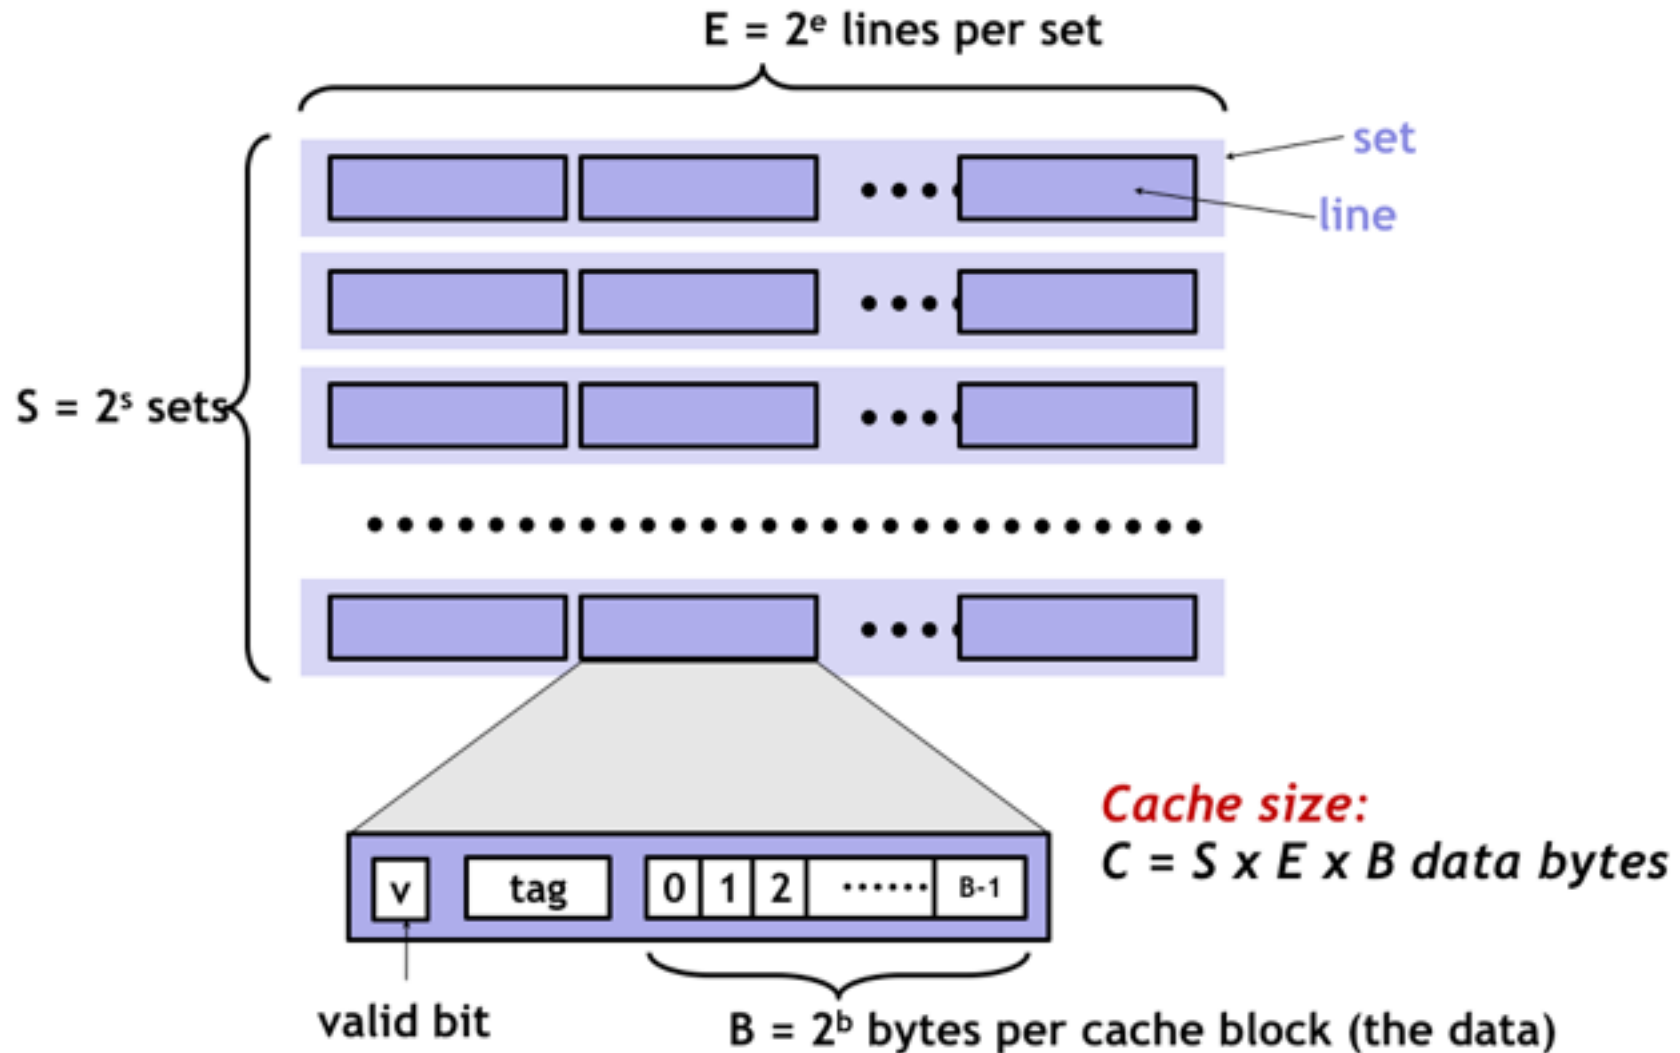 E = 2ᵉ lines per set
set
line
S = 2ˢ sets
Cache size:
C = S x E x B data bytes
v
tag
0 1 2 ...... B-1
valid bit
B = 2ᵇ bytes per cache block (the data)